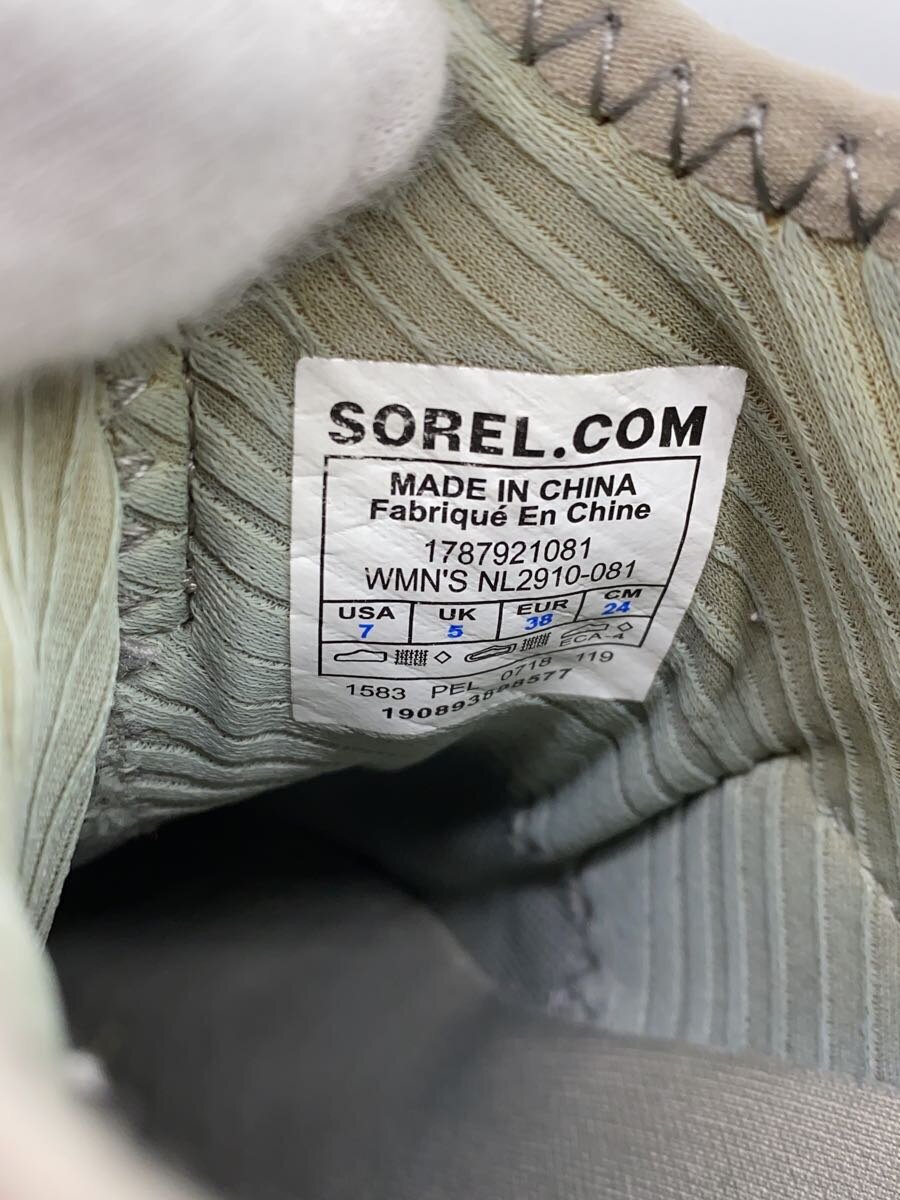 SOREL.COM
MADE IN CHINA
Fabriqué En Chine
1787921081
WMN'S NL2910-081
USA UK EUR CM
7 5 38 24
ECA-4
1583 PEL 0718 119